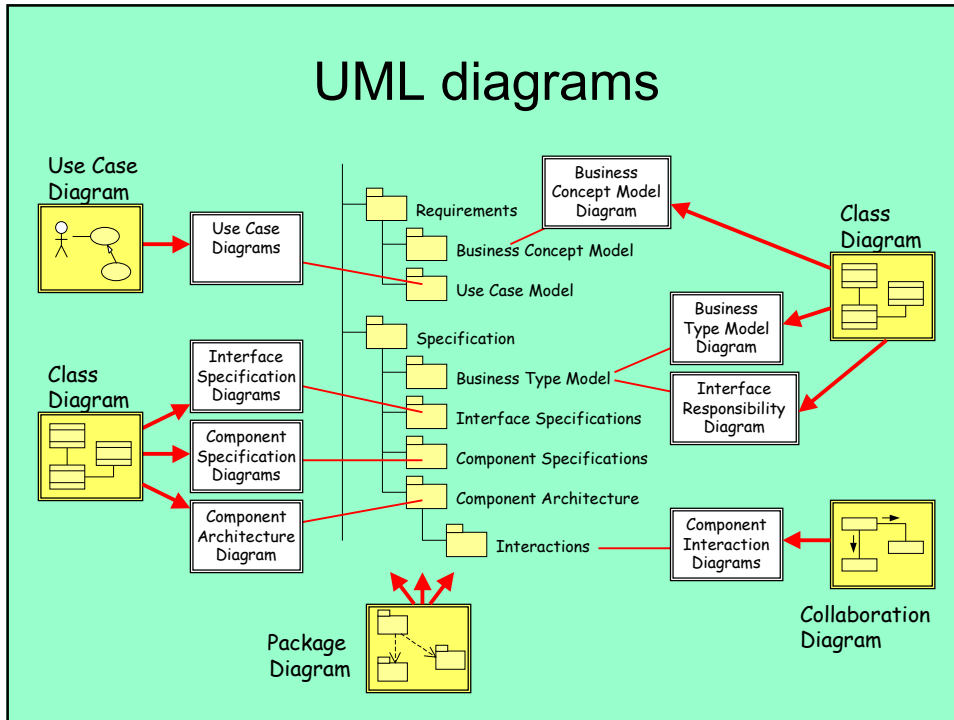 UML diagrams
Use Case
Diagram
Use Case
Diagrams
Requirements
Business Concept Model
Use Case Model
Business
Concept Model
Diagram
Class
Diagram
Specification
Business Type Model
Interface Specifications
Component Specifications
Component Architecture
Interactions
Business
Type Model
Diagram
Interface
Responsibility
Diagram
Class
Diagram
Interface
Specification
Diagrams
Component
Specification
Diagrams
Component
Architecture
Diagram
Component
Interaction
Diagrams
Collaboration
Diagram
Package
Diagram